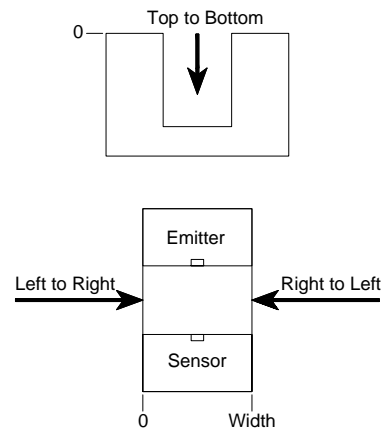 Top to Bottom
0
Emitter
Left to Right
Right to Left
Sensor
0
Width